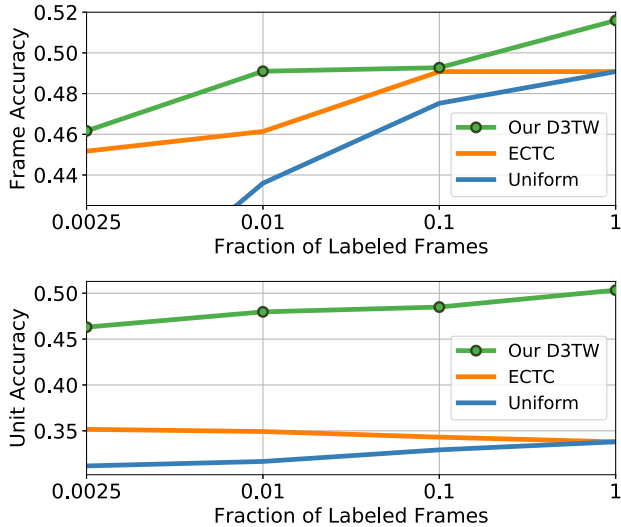 0.52
0.50
0.48
0.46
0.44
Frame Accuracy
Our D3TW
ECTC
Uniform
0.0025
0.01
0.1
1
Fraction of Labeled Frames
0.50
0.45
0.40
0.35
Unit Accuracy
Our D3TW
ECTC
Uniform
0.0025
0.01
0.1
1
Fraction of Labeled Frames